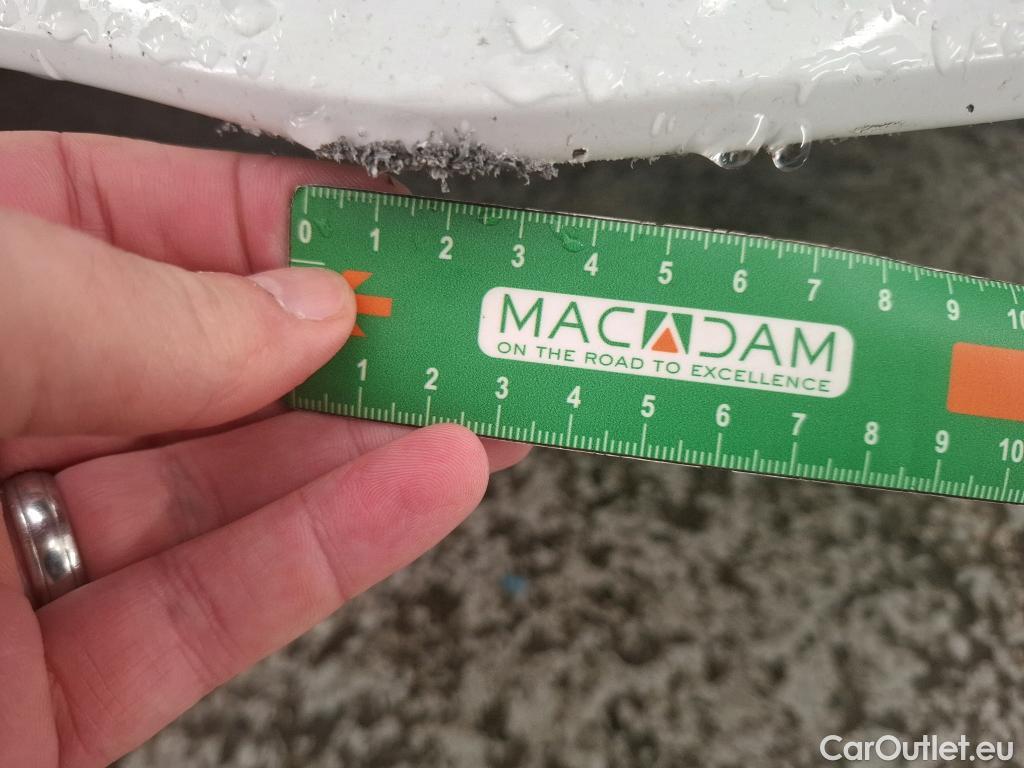 0 1 2 3 4 5 6 7 8 9 10
MACADAM
ON THE ROAD TO EXCELLENCE
1 2 3 4 5 6 7 8 9 10
CarOutlet.eu